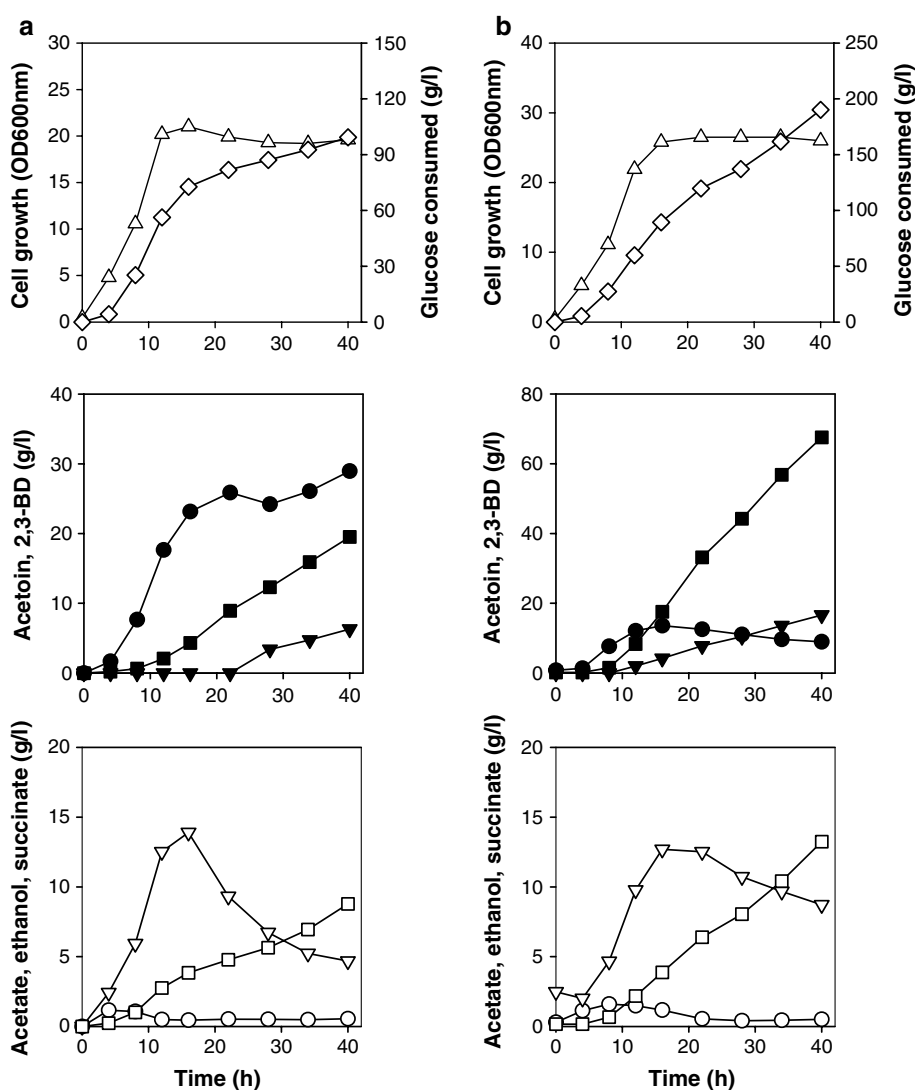 a
b
Cell growth (OD600nm)
30
25
20
15
10
5
0
Glucose consumed (g/l)
150
120
90
60
30
0
0 10 20 30 40
Cell growth (OD600nm)
40
30
20
10
0
Glucose consumed (g/l)
250
200
150
100
50
0
0 10 20 30 40
Acetoin, 2,3-BD (g/l)
40
30
20
10
0
0 10 20 30 40
Acetoin, 2,3-BD (g/l)
80
60
40
20
0
0 10 20 30 40
Acetate, ethanol, succinate (g/l)
20
15
10
5
0
0 10 20 30 40
Time (h)
Acetate, ethanol, succinate (g/l)
20
15
10
5
0
0 10 20 30 40
Time (h)